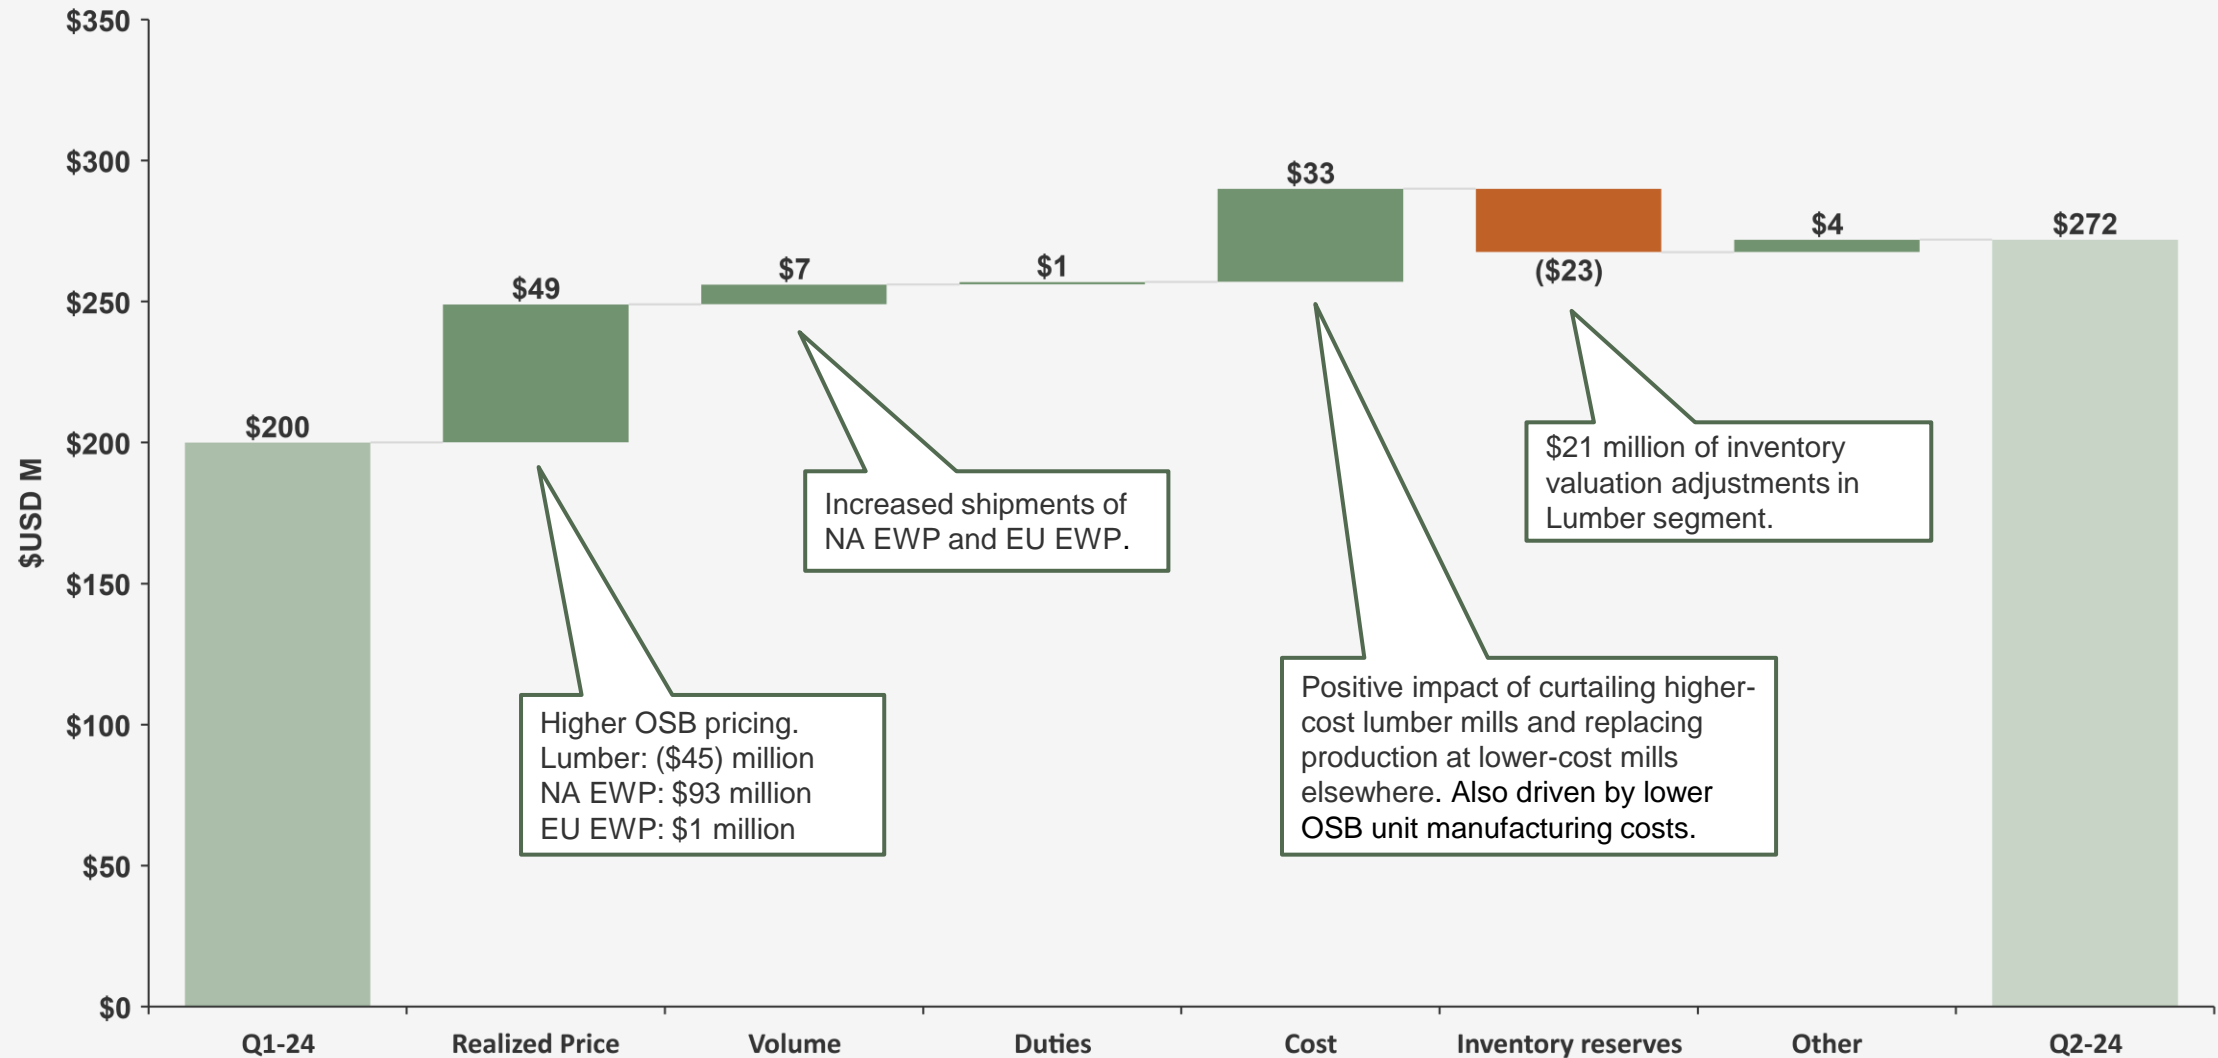 $350
$300
$250
$200
$150
$100
$50
$0
$USD M
$200
$49
$7
$1
$33
($23)
$4
$272
Higher OSB pricing.
Lumber: ($45) million
NA EWP: $93 million
EU EWP: $1 million
Increased shipments of
NA EWP and EU EWP.
Positive impact of curtailing higher-
cost lumber mills and replacing
production at lower-cost mills
elsewhere. Also driven by lower
OSB unit manufacturing costs.
$21 million of inventory
valuation adjustments in
Lumber segment.
Q1-24
Realized Price
Volume
Duties
Cost
Inventory reserves
Other
Q2-24